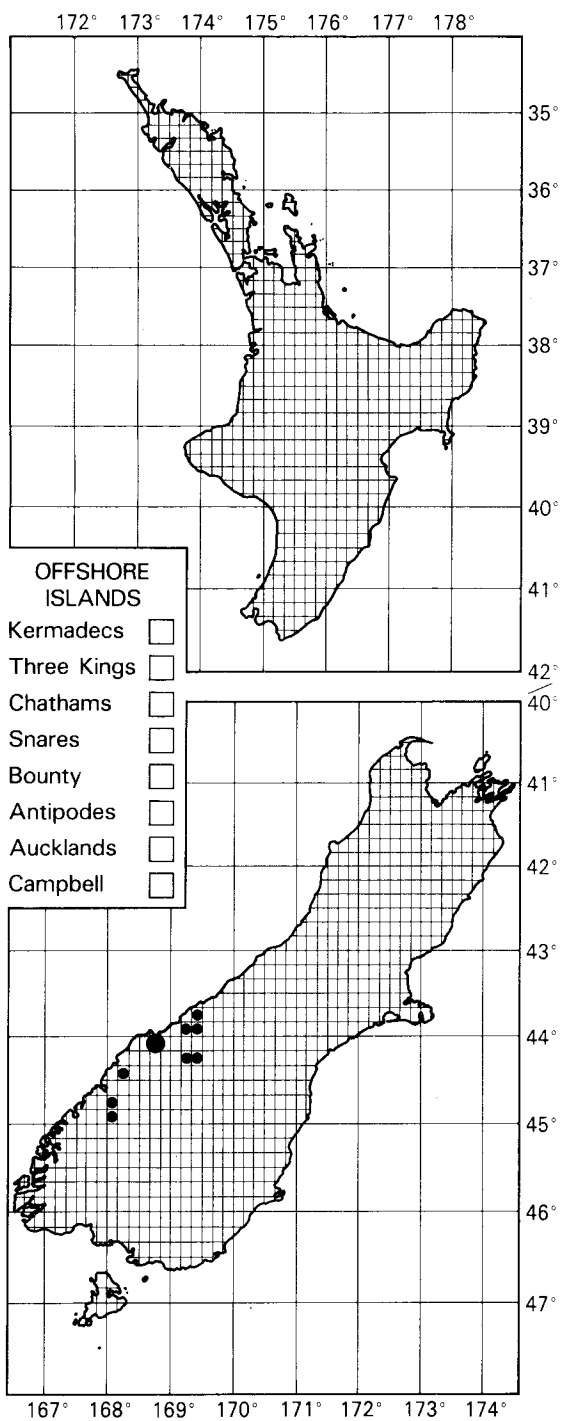 172° 173° 174° 175° 176° 177° 178°
35°
36°
37°
38°
39°
40°
41°
42°
OFFSHORE
ISLANDS
Kermadecs
Three Kings
Chathams
Snares
Bounty
Antipodes
Aucklands
Campbell
40°
41°
42°
43°
44°
45°
46°
47°
167° 168° 169° 170° 171° 172° 173° 174°